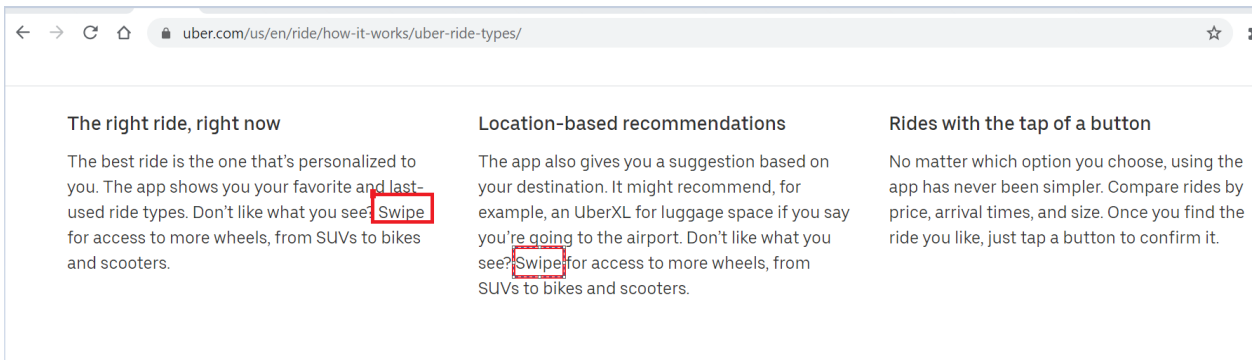 uber.com/us/en/ride/how-it-works/uber-ride-types/
The right ride, right now
The best ride is the one that's personalized to
you. The app shows you your favorite and last-
used ride types. Don't like what you see? Swipe
for access to more wheels, from SUVs to bikes
and scooters.
Location-based recommendations
The app also gives you a suggestion based on
your destination. It might recommend, for
example, an UberXL for luggage space if you say
you're going to the airport. Don't like what you
see? Swipe for access to more wheels, from
SUVs to bikes and scooters.
Rides with the tap of a button
No matter which option you choose, using the
app has never been simpler. Compare rides by
price, arrival times, and size. Once you find the
ride you like, just tap a button to confirm it.